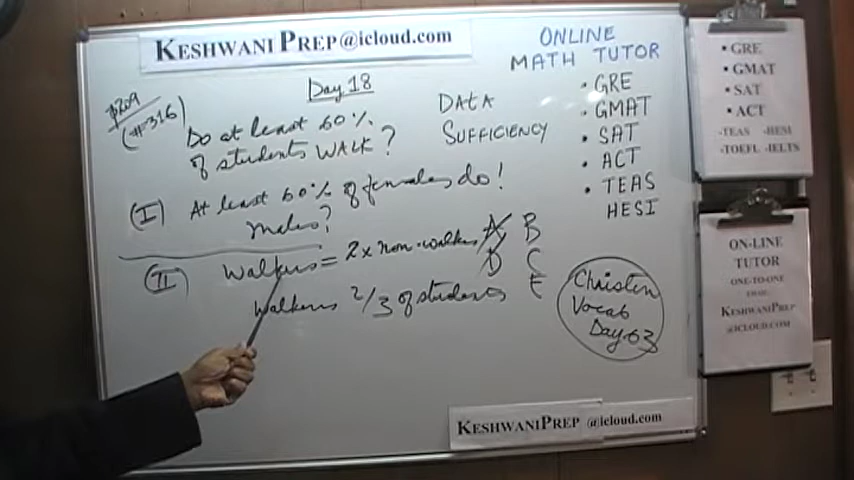 KESHWANI PREP@icloud.com
Day 18
p209
(#316)
Do at least 60%
of students WALK?
DATA
SUFFICIENCY
(I) At least 60% of females do!
males?
(II) Walkers = 2 x non-walkers
Walkers 2/3 of students
A B
D C
E
ONLINE
MATH TUTOR
• GRE
• GMAT
• SAT
• ACT
• TEAS
HESI
Christen
Vocab
Day 63
KESHWANIPREP @icloud.com
• GRE
• GMAT
• SAT
• ACT
-TEAS -HESI
-TOEFL -IELTS
ON-LINE
TUTOR
ONE-TO-ONE
KESHWANIPREP
@ICLOUD.COM